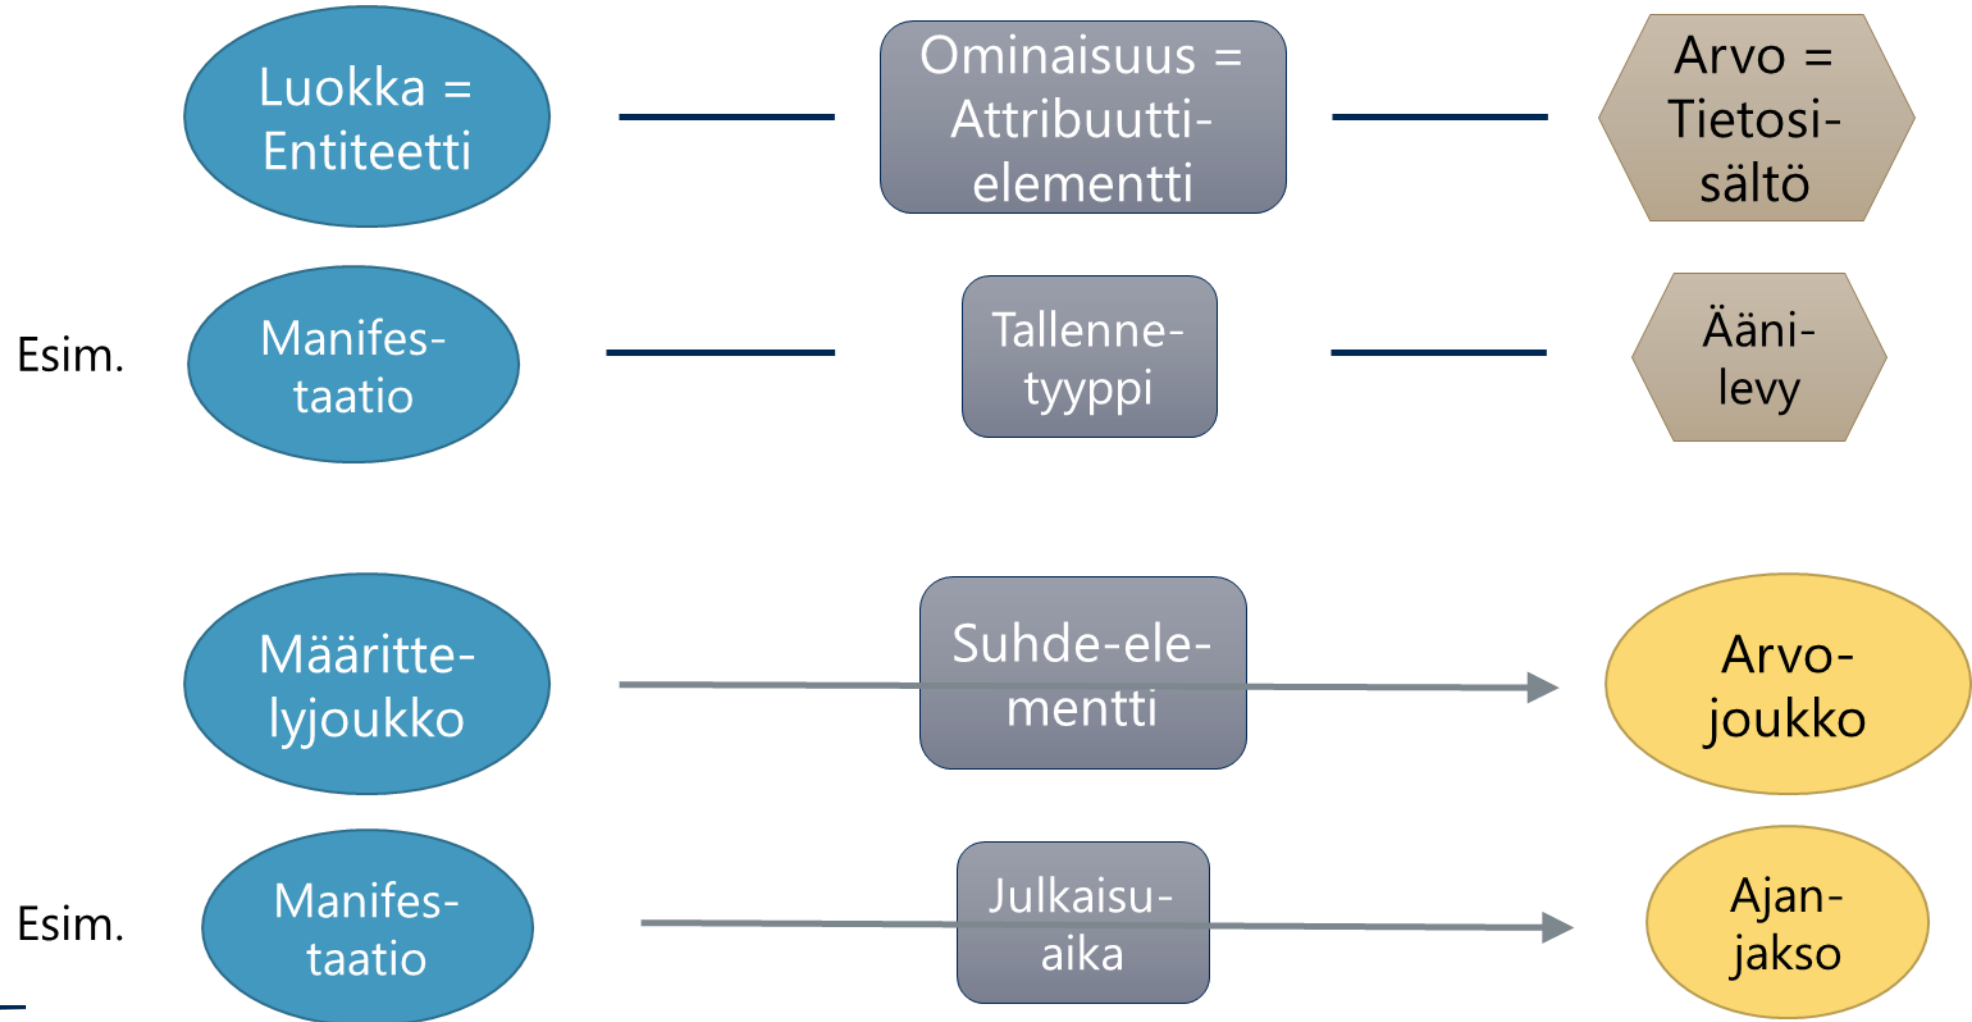 Luokka =
Entiteetti
Ominaisuus =
Attribuutti-
elementti
Arvo =
Tietosi-
sältö
Esim.
Manifes-
taatio
Tallenne-
tyyppi
Ääni-
levy
Määritte-
lyjoukko
Suhde-ele-
mentti
Arvo-
joukko
Esim.
Manifes-
taatio
Julkaisu-
aika
Ajan-
jakso